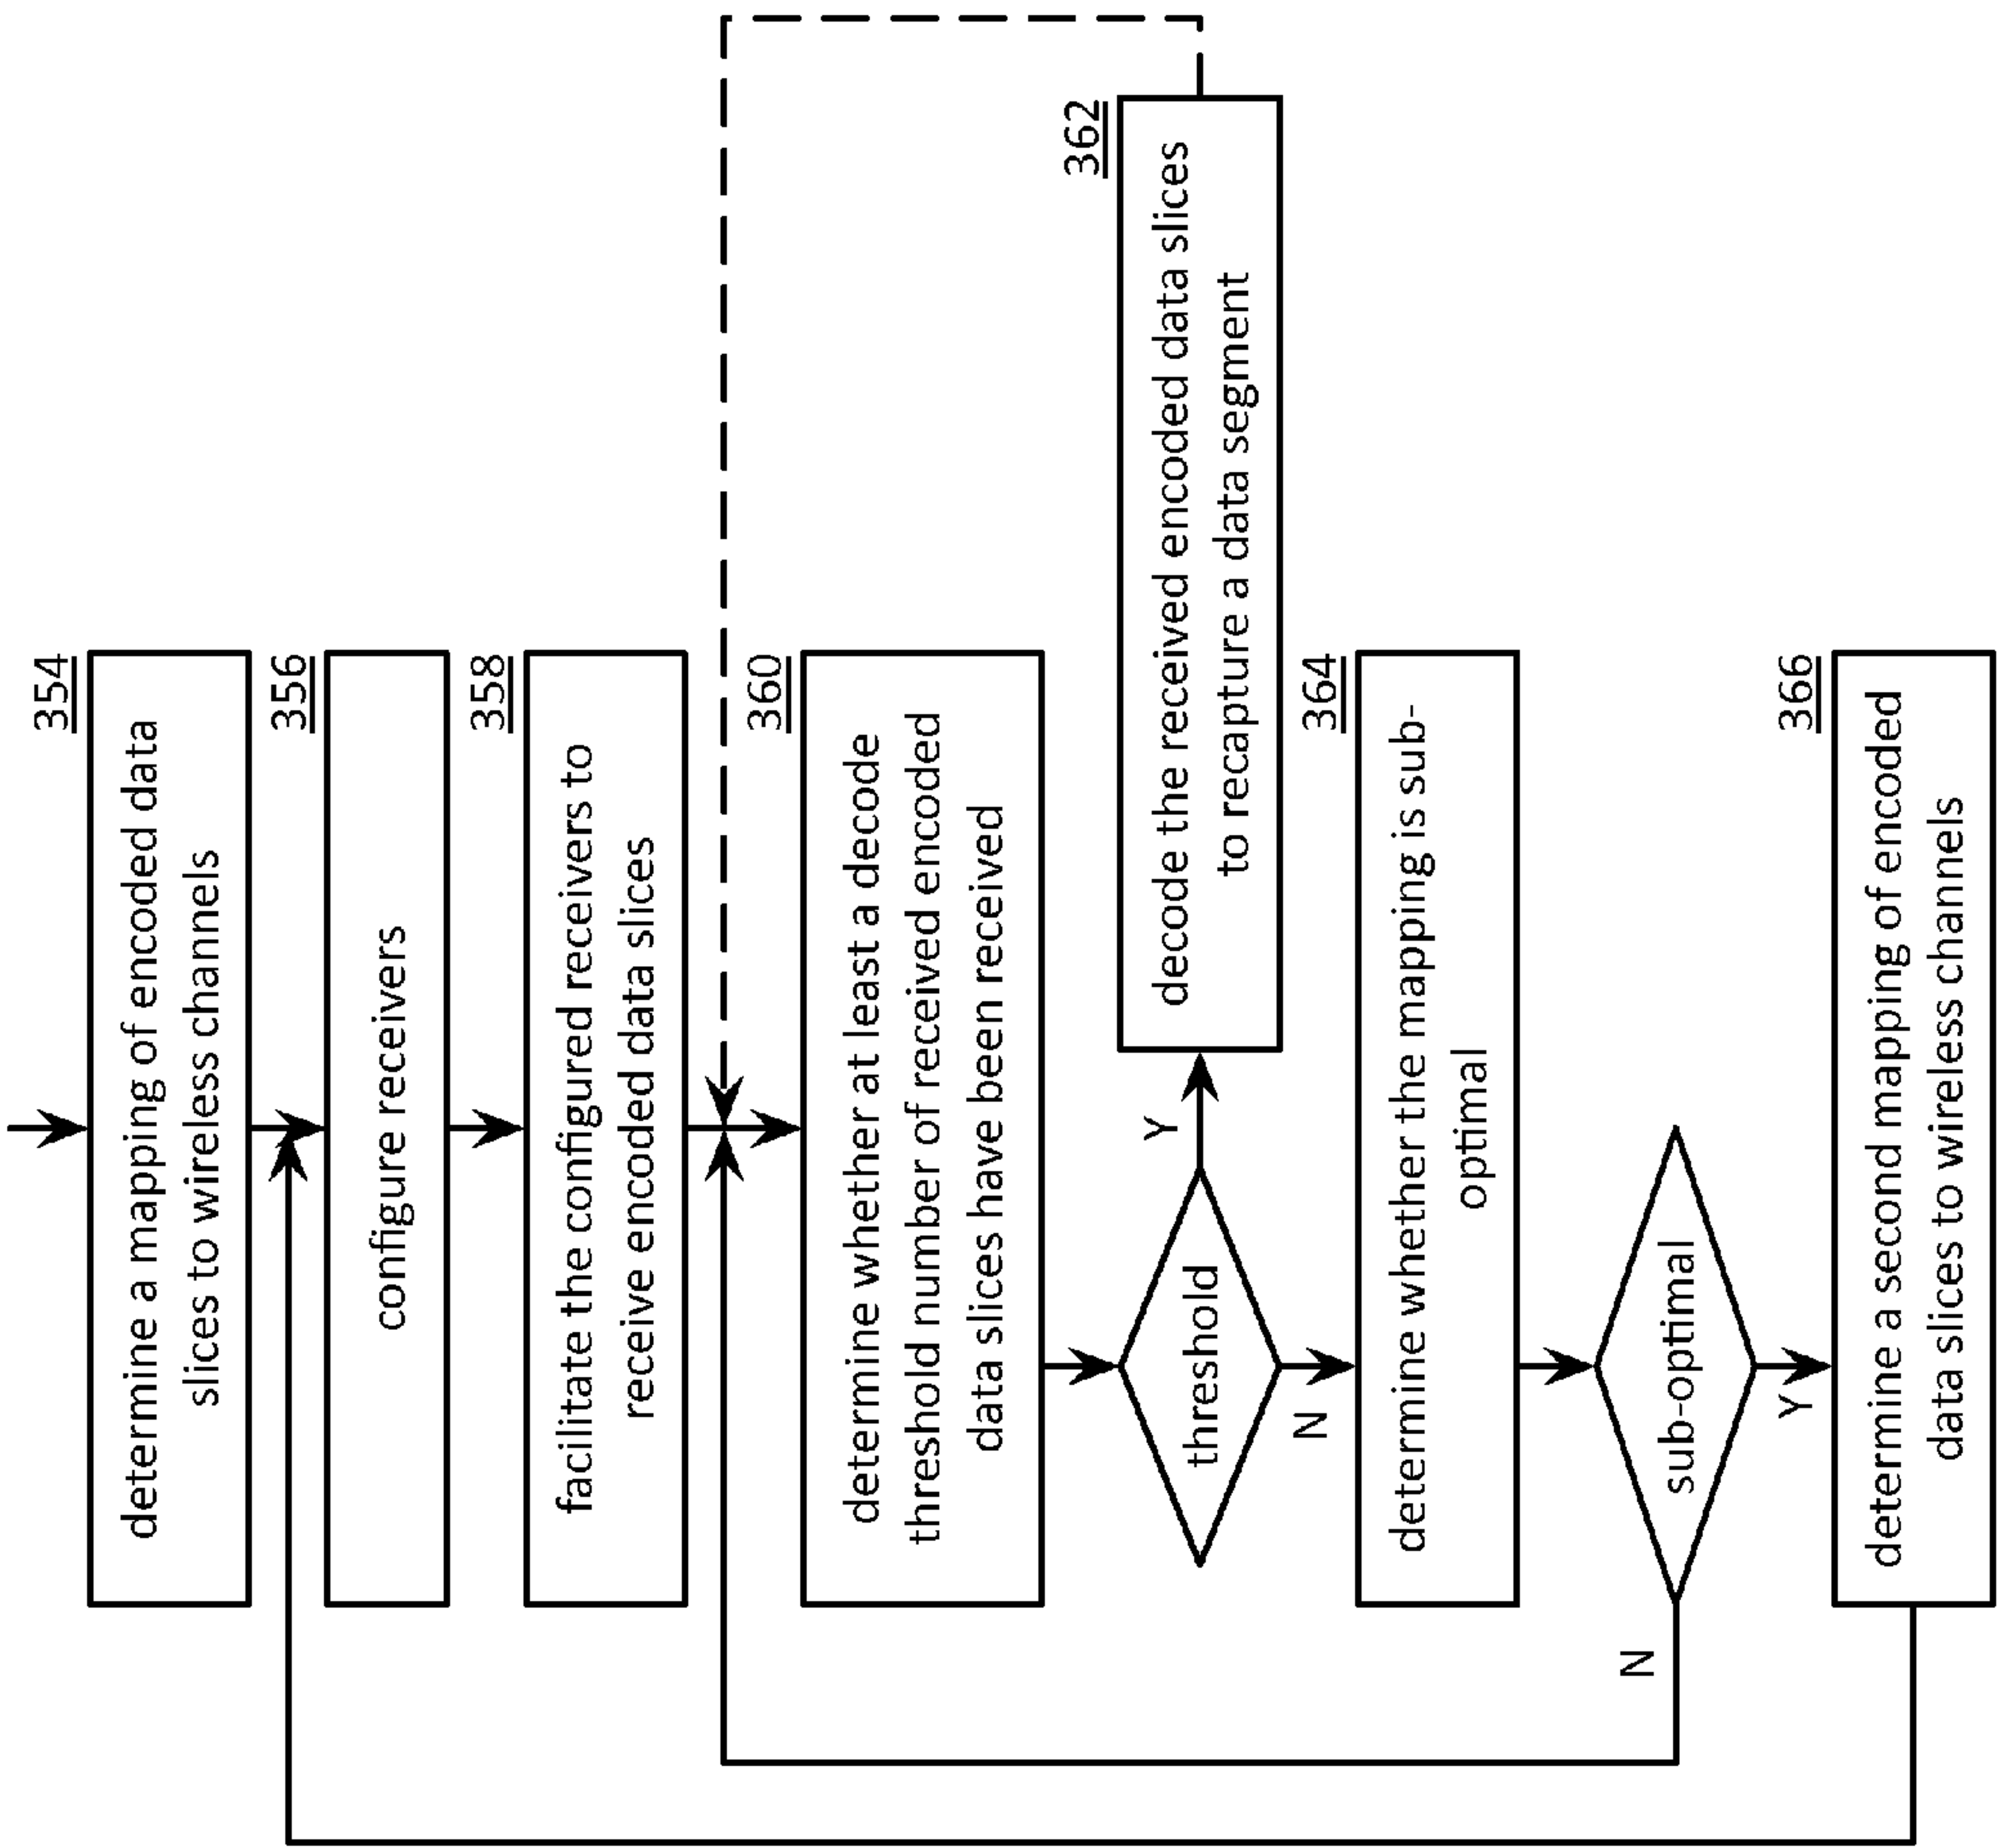 354
determine a mapping of encoded data
slices to wireless channels
356
configure receivers
358
facilitate the configured receivers to
receive encoded data slices
360
determine whether at least a decode
threshold number of received encoded
data slices have been received
threshold
Y
N
362
decode the received encoded data slices
to recapture a data segment
364
determine whether the mapping is sub-
optimal
sub-optimal
N
Y
366
determine a second mapping of encoded
data slices to wireless channels